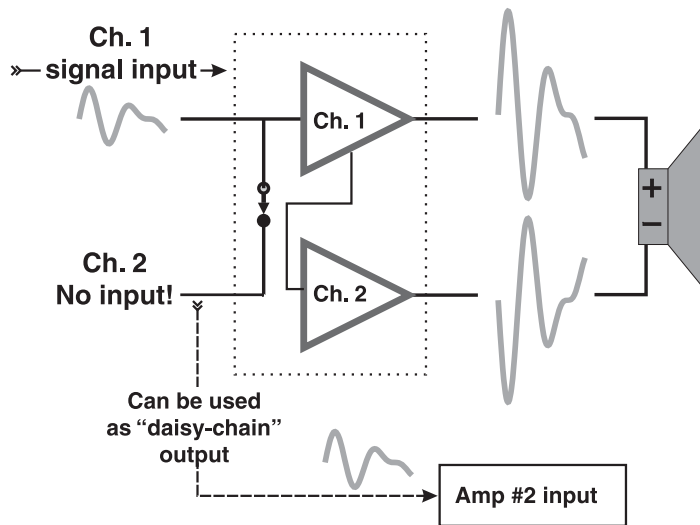 Ch. 1
signal input
Ch. 1
Ch. 2
No input!
Ch. 2
+
–
Can be used
as “daisy-chain”
output
Amp #2 input